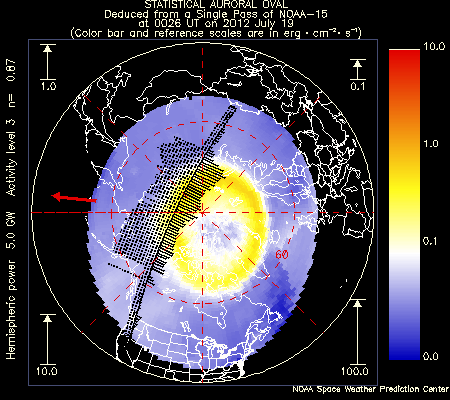 STATISTICAL AURORAL OVAL
Deduced from a Single Pass of NOAA-15
at 0026 UT on 2012 July 19
(Color bar and reference scales are in erg · cm⁻² · s⁻¹)
Hemispheric power 5.0 GW Activity level 3 n= 0.87
1.0
0.1
10.0
1.0
0.1
0.0
60
10.0
100.0
NOAA Space Weather Prediction Center